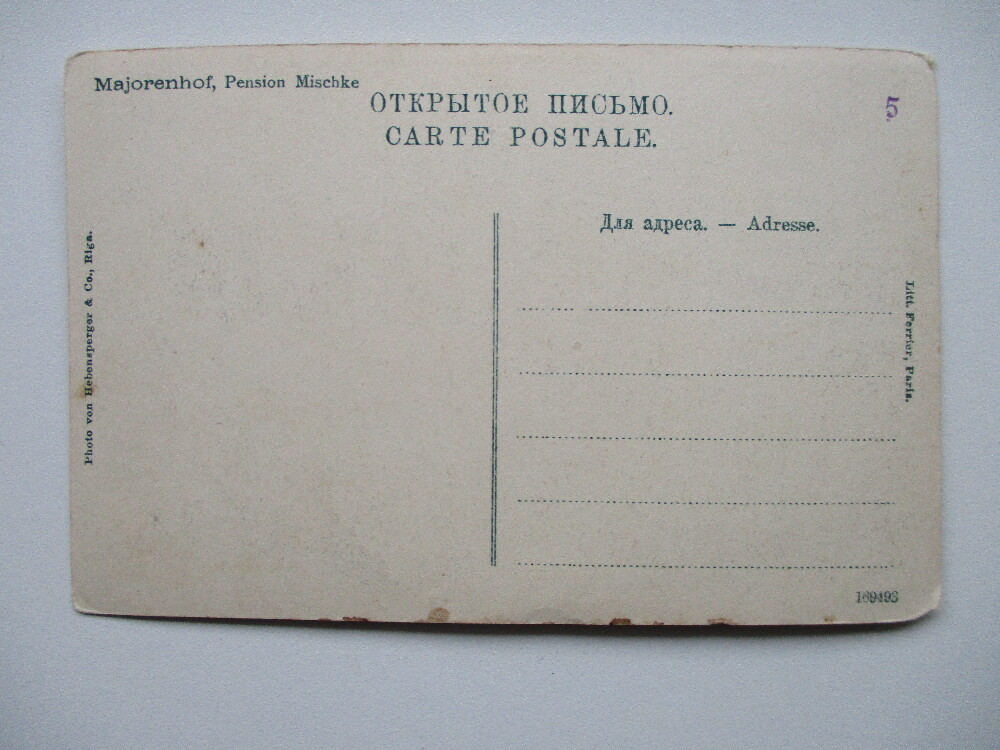 Majorenhof, Pension Mischke
ОТКРЫТОЕ ПИСЬМО.
5
CARTE POSTALE.
Photo von Hebensperger & Co., Riga.
Для адреса. — Adresse.
Litt. Ferrier, Paris.
169493